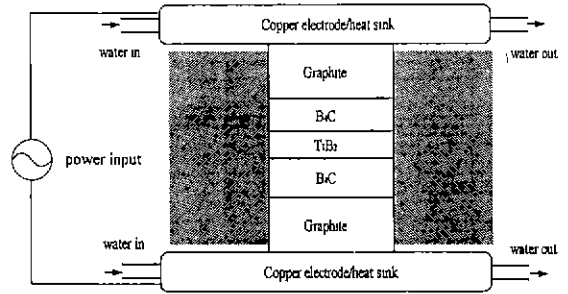 Copper electrode/heat sink
water in
water out
Graphite
B4C
TiB2
power input
B4C
Graphite
water in
water out
Copper electrode/heat sink